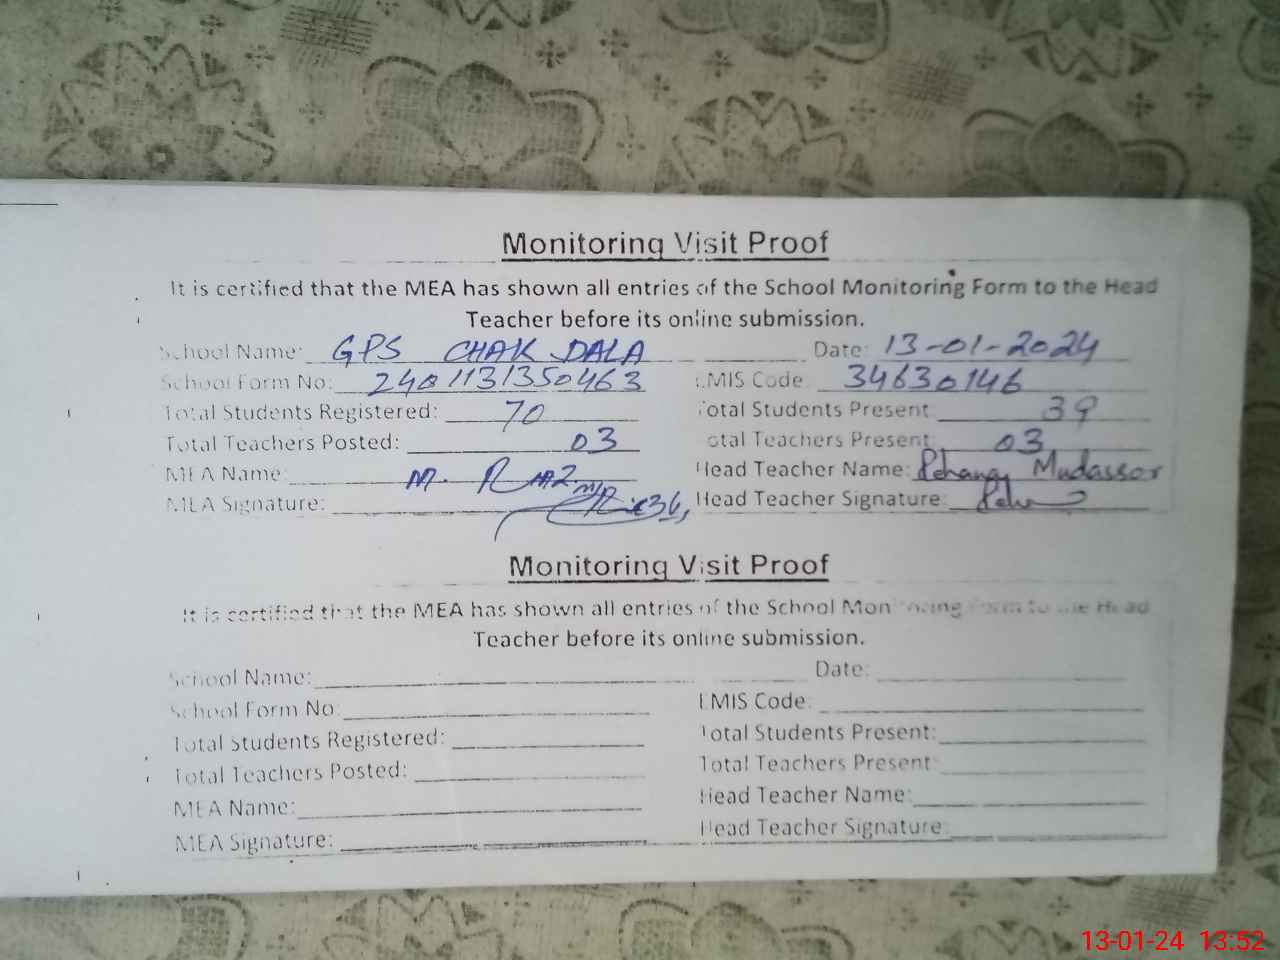 Monitoring Visit Proof
It is certified that the MEA has shown all entries of the School Monitoring Form to the Head
Teacher before its online submission.
School Name: GPS CHAK DALA Date: 13-01-2024
School Form No: 2401131350463 EMIS Code: 34630146
Total Students Registered: 70 Total Students Present 39
Total Teachers Posted: 03 Total Teachers Present: 03
MEA Name: M. Head Teacher Name: Mudasser
MEA Signature: Head Teacher Signature:
Monitoring Visit Proof
It is certified that the MEA has shown all entries of the School Monitoring Form to the Head
Teacher before its online submission.
School Name: Date:
School Form No: EMIS Code:
Total Students Registered: Total Students Present:
Total Teachers Posted: Total Teachers Present:
MEA Name: Head Teacher Name:
MEA Signature: Head Teacher Signature:
13-01-24 13:52